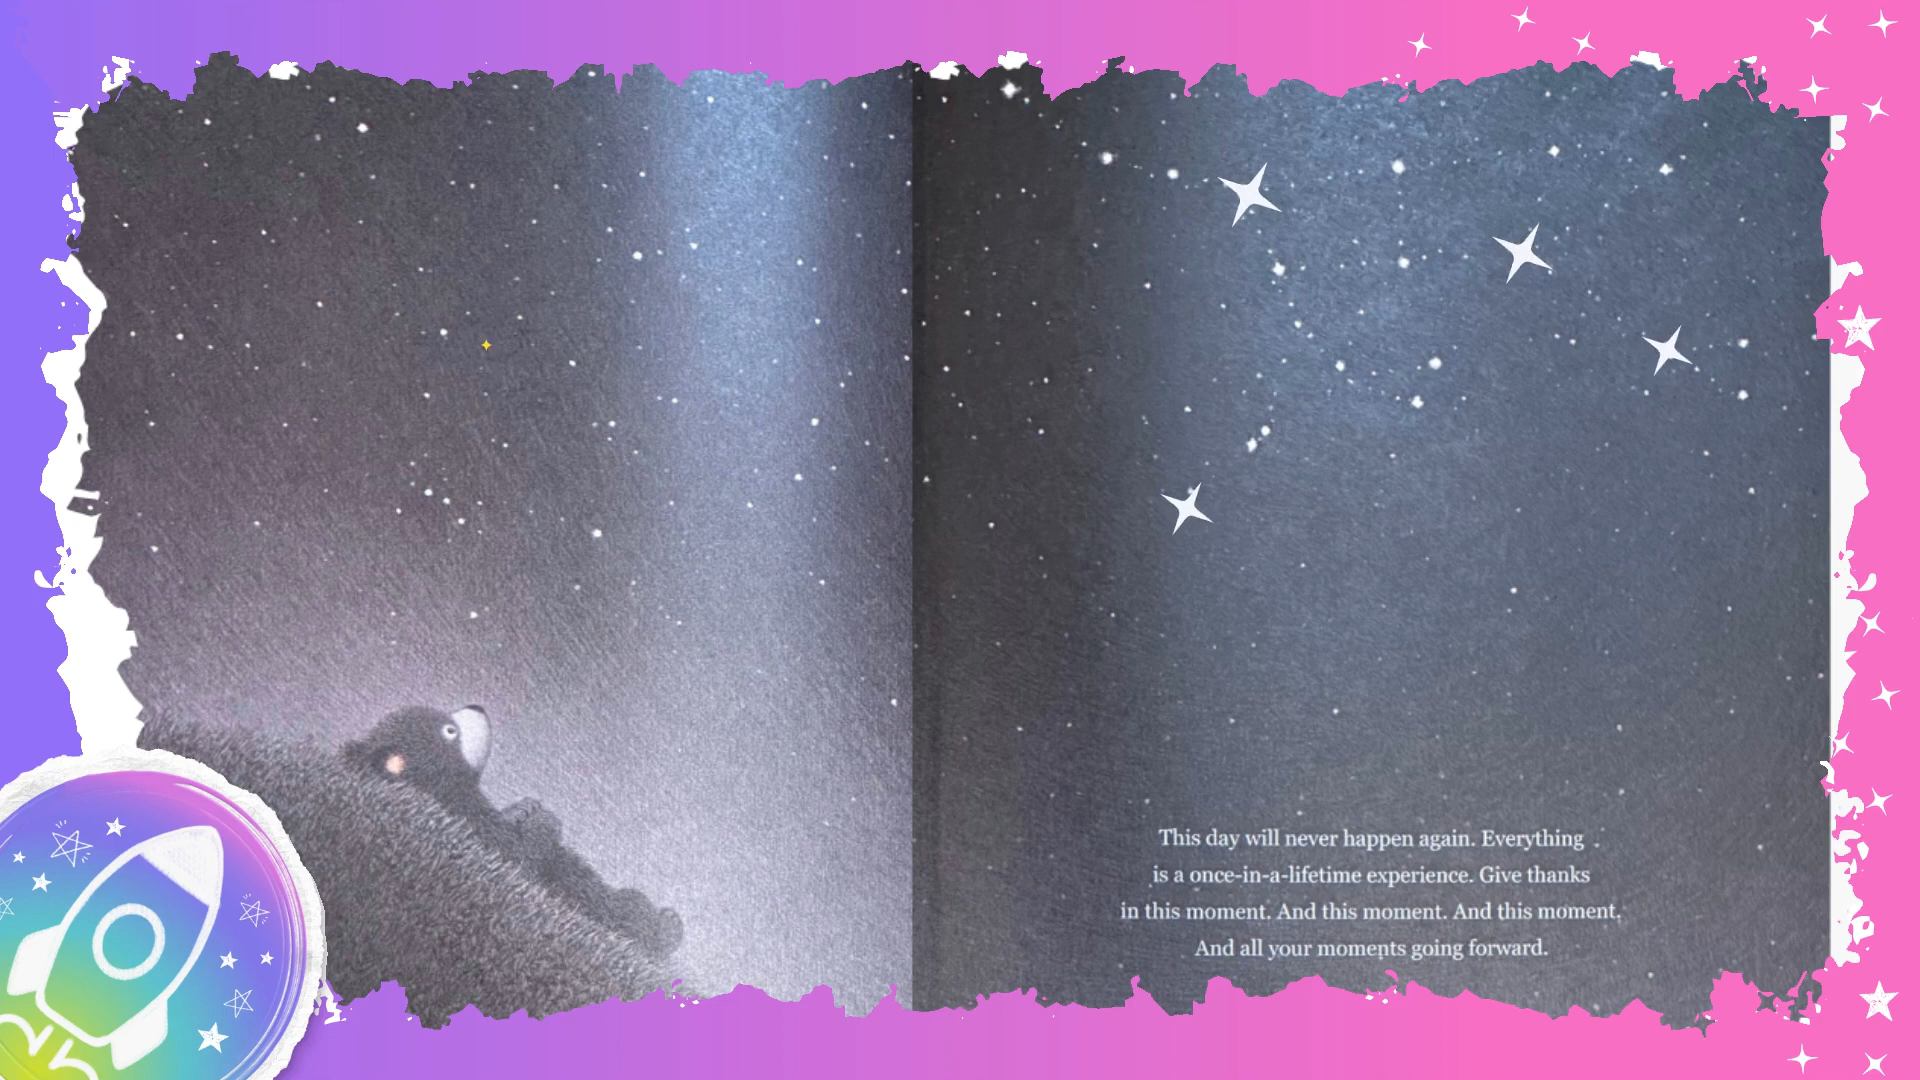 This day will never happen again. Everything
is a once-in-a-lifetime experience. Give thanks
in this moment. And this moment. And this moment.
And all your moments going forward.